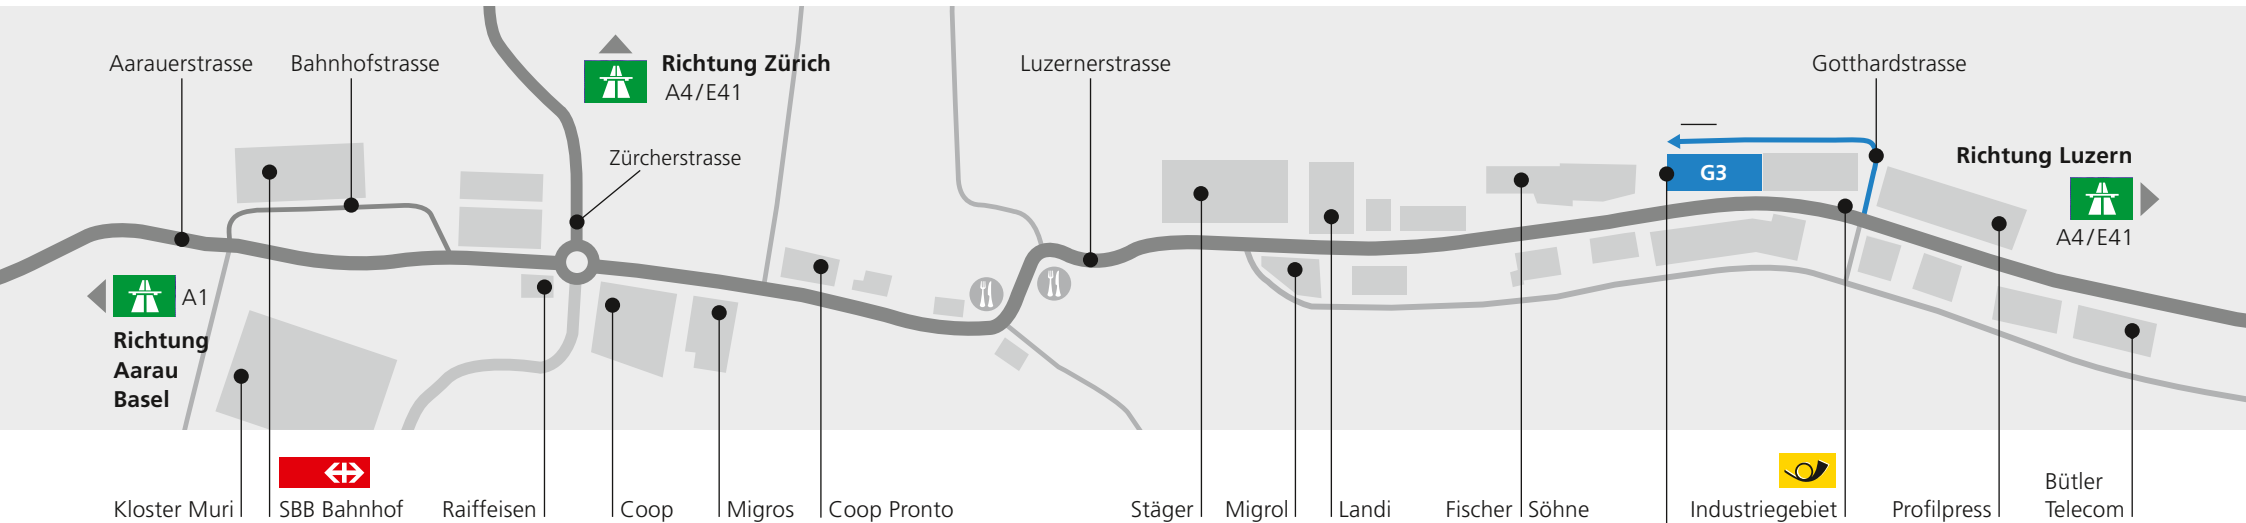 Aarauerstrasse
Bahnhofstrasse
Richtung Zürich
A4/E41
Zürcherstrasse
Luzernerstrasse
Gotthardstrasse
G3
Richtung Luzern
A4/E41
A1
Richtung
Aarau
Basel
Kloster Muri
SBB Bahnhof
Raiffeisen
Coop
Migros
Coop Pronto
Stäger
Migrol
Landi
Fischer Söhne
Industriegebiet
Profilpress
Bütler
Telecom